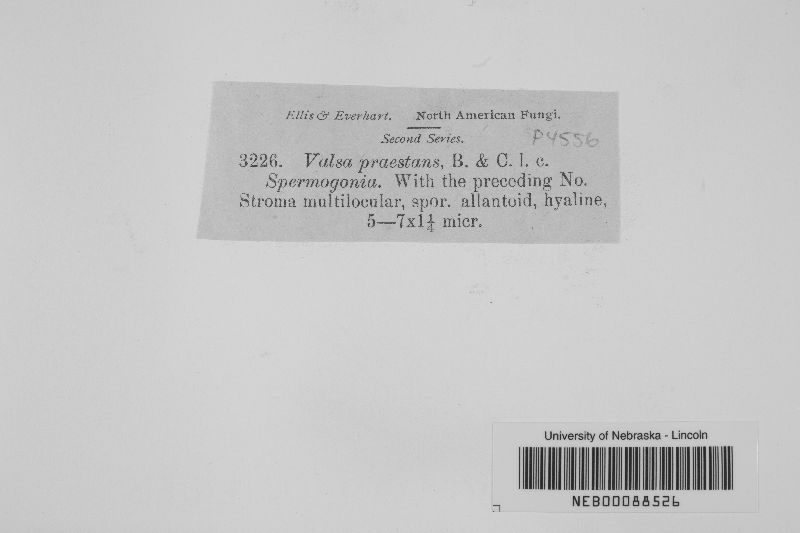 Ellis & Everhart. North American Fungi.
Second Series. P4556
3226. Valsa praestans, B. & C. l. c.
Spermogonia. With the preceding No.
Stroma multilocular, spor. allantoid, hyaline,
5—7x1¼ micr.
University of Nebraska - Lincoln
NEB00088526